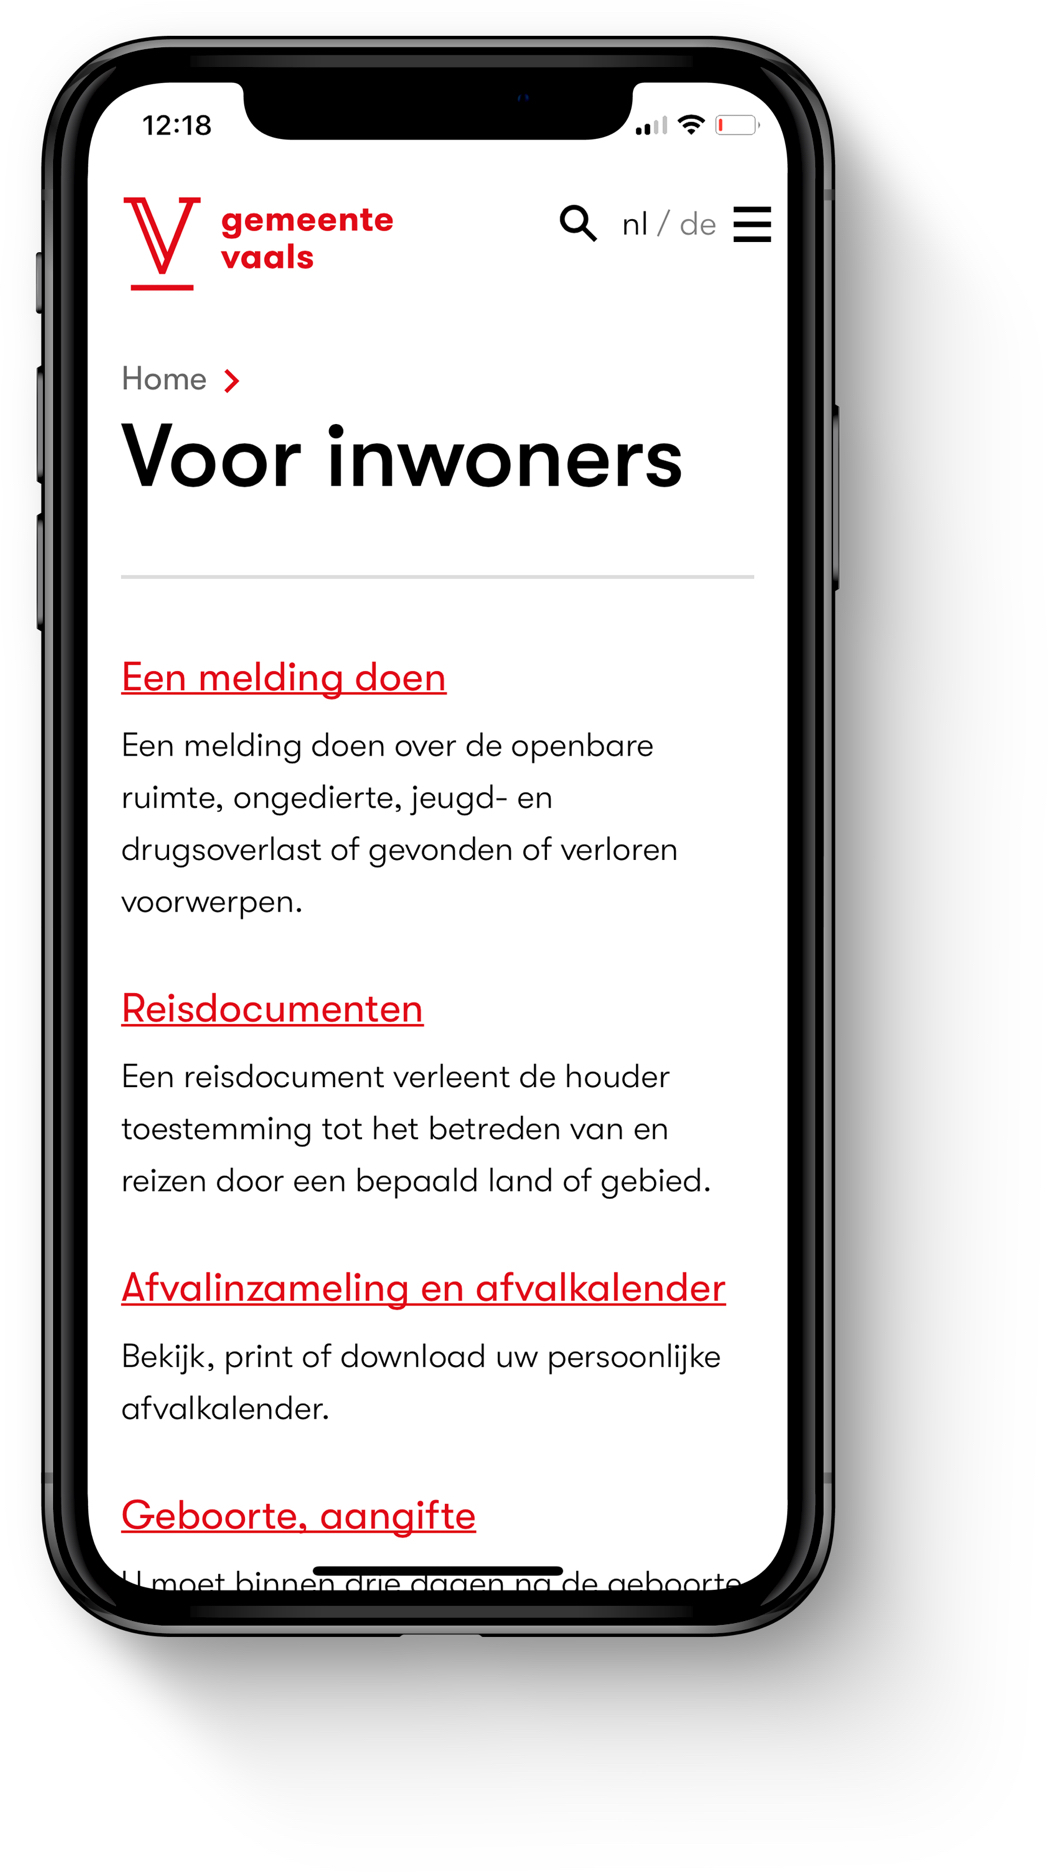 12:18
gemeente
vaals
nl / de
Home
Voor inwoners
Een melding doen
Een melding doen over de openbare
ruimte, ongedierte, jeugd- en
drugsoverlast of gevonden of verloren
voorwerpen.
Reisdocumenten
Een reisdocument verleent de houder
toestemming tot het betreden van en
reizen door een bepaald land of gebied.
Afvalinzameling en afvalkalender
Bekijk, print of download uw persoonlijke
afvalkalender.
Geboorte, aangifte
U moet binnen drie dagen na de geboorte